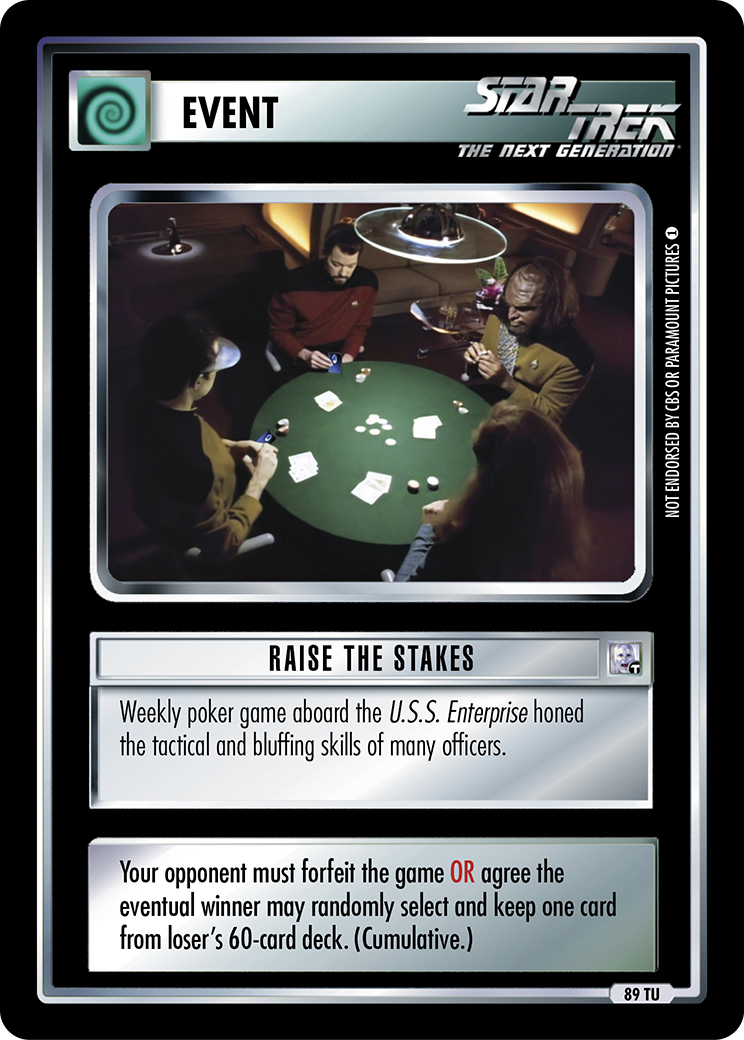 EVENT
STAR TREK
THE NEXT GENERATION
NOT ENDORSED BY CBS OR PARAMOUNT PICTURES 1
RAISE THE STAKES
T
Weekly poker game aboard the U.S.S. Enterprise honed
the tactical and bluffing skills of many officers.
Your opponent must forfeit the game OR agree the
eventual winner may randomly select and keep one card
from loser's 60-card deck. (Cumulative.)
89 TU